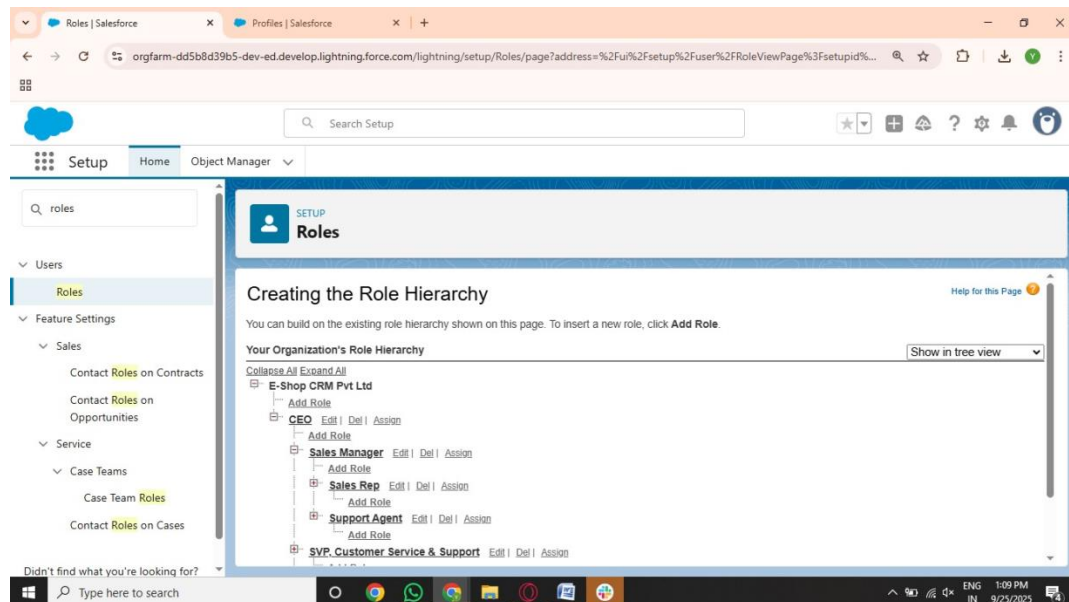 Roles | Salesforce
Profiles | Salesforce
orgfarm-dd5b8d39b5-dev-ed.develop.lightning.force.com/lightning/setup/Roles/page?address=%2Fui%2Fsetup%2Fuser%2FRoleViewPage%3Fsetupid%...
Y
Search Setup
Setup Home Object Manager
roles
SETUP
Roles
Users
Roles
Feature Settings
Sales
Contact Roles on Contracts
Contact Roles on
Opportunities
Service
Case Teams
Case Team Roles
Contact Roles on Cases
Didn't find what you're looking for?
Creating the Role Hierarchy
Help for this Page
You can build on the existing role hierarchy shown on this page. To insert a new role, click Add Role.
Your Organization's Role Hierarchy
Show in tree view
Collapse All Expand All
E-Shop CRM Pvt Ltd
Add Role
CEO Edit | Del | Assign
Add Role
Sales Manager Edit | Del | Assign
Add Role
Sales Rep Edit | Del | Assign
Add Role
Support Agent Edit | Del | Assign
Add Role
SVP, Customer Service & Support Edit | Del | Assign
Type here to search
ENG 1:09 PM
IN 9/25/2025